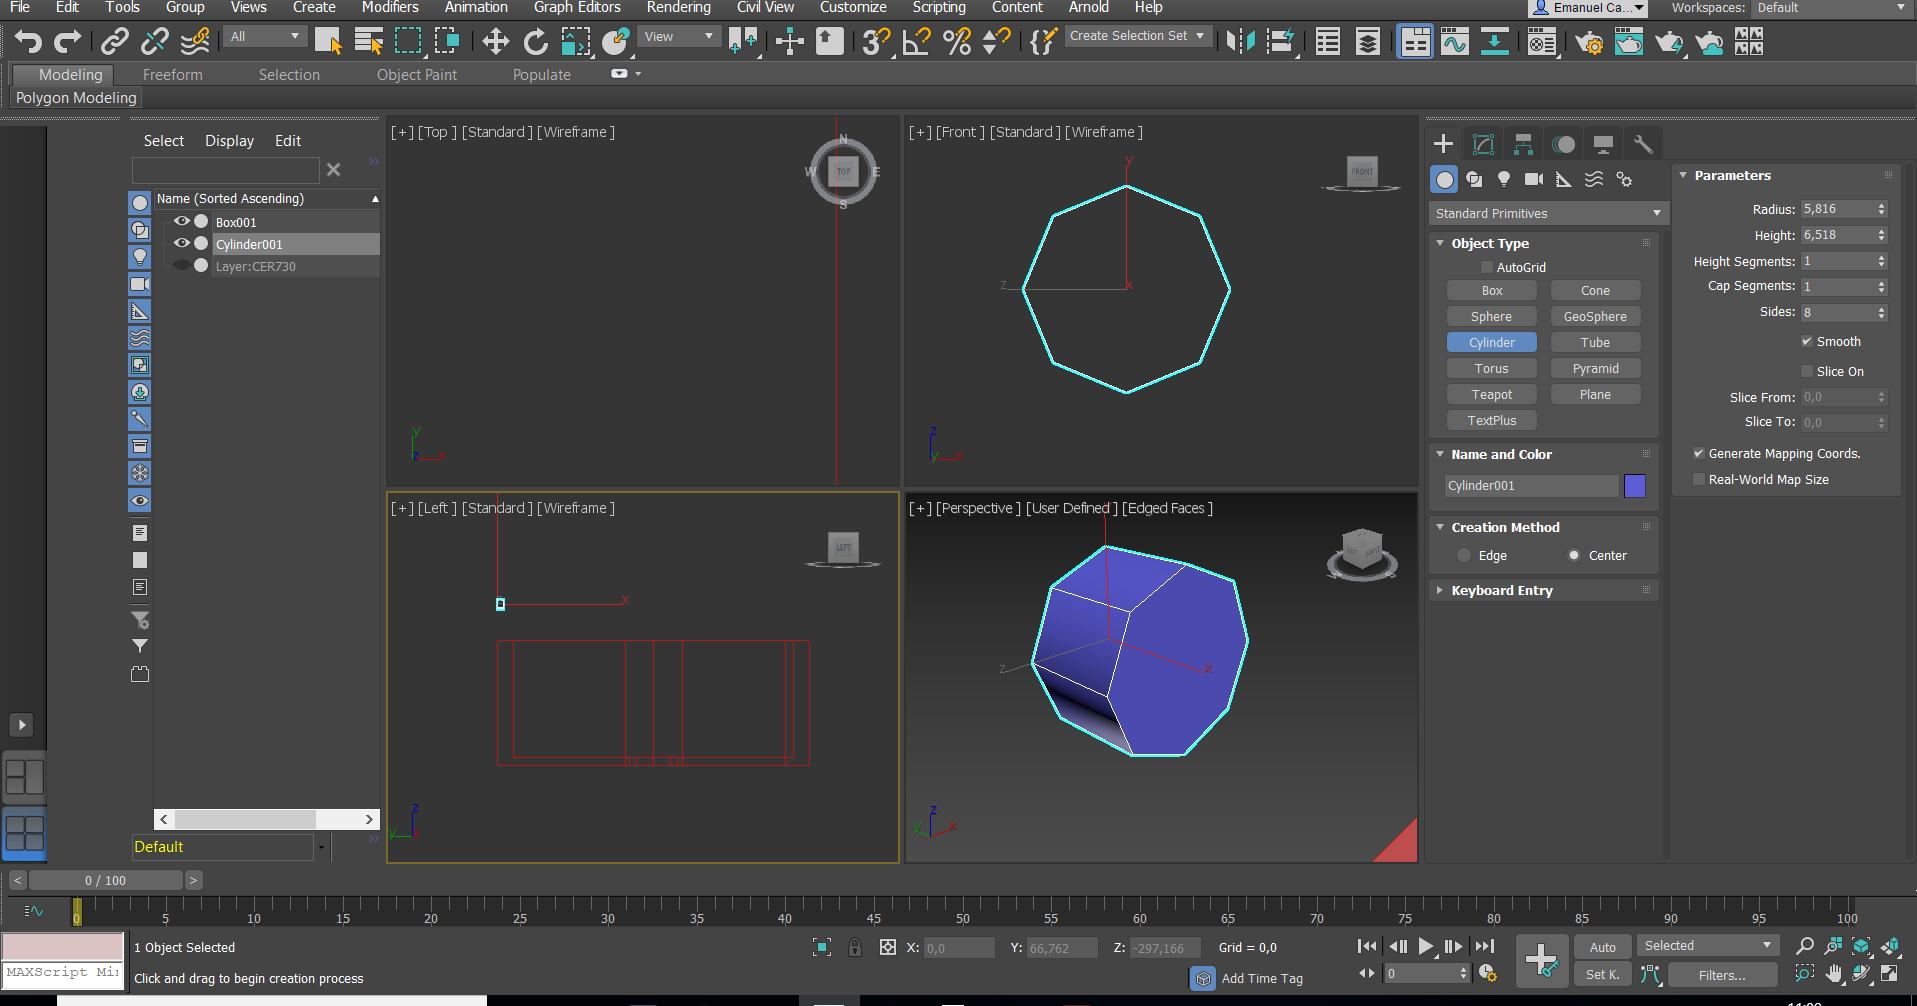 File Edit Tools Group Views Create Modifiers Animation Graph Editors Rendering Civil View Customize Scripting Content Arnold Help
Emanuel Ca... Workspaces: Default
All View Create Selection Set
Modeling Freeform Selection Object Paint Populate
Polygon Modeling
Select Display Edit
Name (Sorted Ascending)
Box001
Cylinder001
Layer:CER730
Default
[+] [Top ] [Standard ] [Wireframe ]
N
W TOP E
S
y
z x
[+] [Front ] [Standard ] [Wireframe ]
FRONT
y
z x
z
y x
[+] [Left ] [Standard ] [Wireframe ]
LEFT
x
z
y
[+] [Perspective ] [User Defined ] [Edged Faces ]
z x
z
y x
Standard Primitives
Object Type
AutoGrid
Box Cone
Sphere GeoSphere
Cylinder Tube
Torus Pyramid
Teapot Plane
TextPlus
Name and Color
Cylinder001
Creation Method
Edge Center
Keyboard Entry
Parameters
Radius: 5,816
Height: 6,518
Height Segments: 1
Cap Segments: 1
Sides: 8
Smooth
Slice On
Slice From: 0,0
Slice To: 0,0
Generate Mapping Coords.
Real-World Map Size
< 0 / 100 >
0 5 10 15 20 25 30 35 40 45 50 55 60 65 70 75 80 85 90 95 100
1 Object Selected
X: 0,0 Y: 66,762 Z: -297,166 Grid = 0,0
Auto Selected
MAXScript Mi
Click and drag to begin creation process
Add Time Tag
0
Set K. Filters...